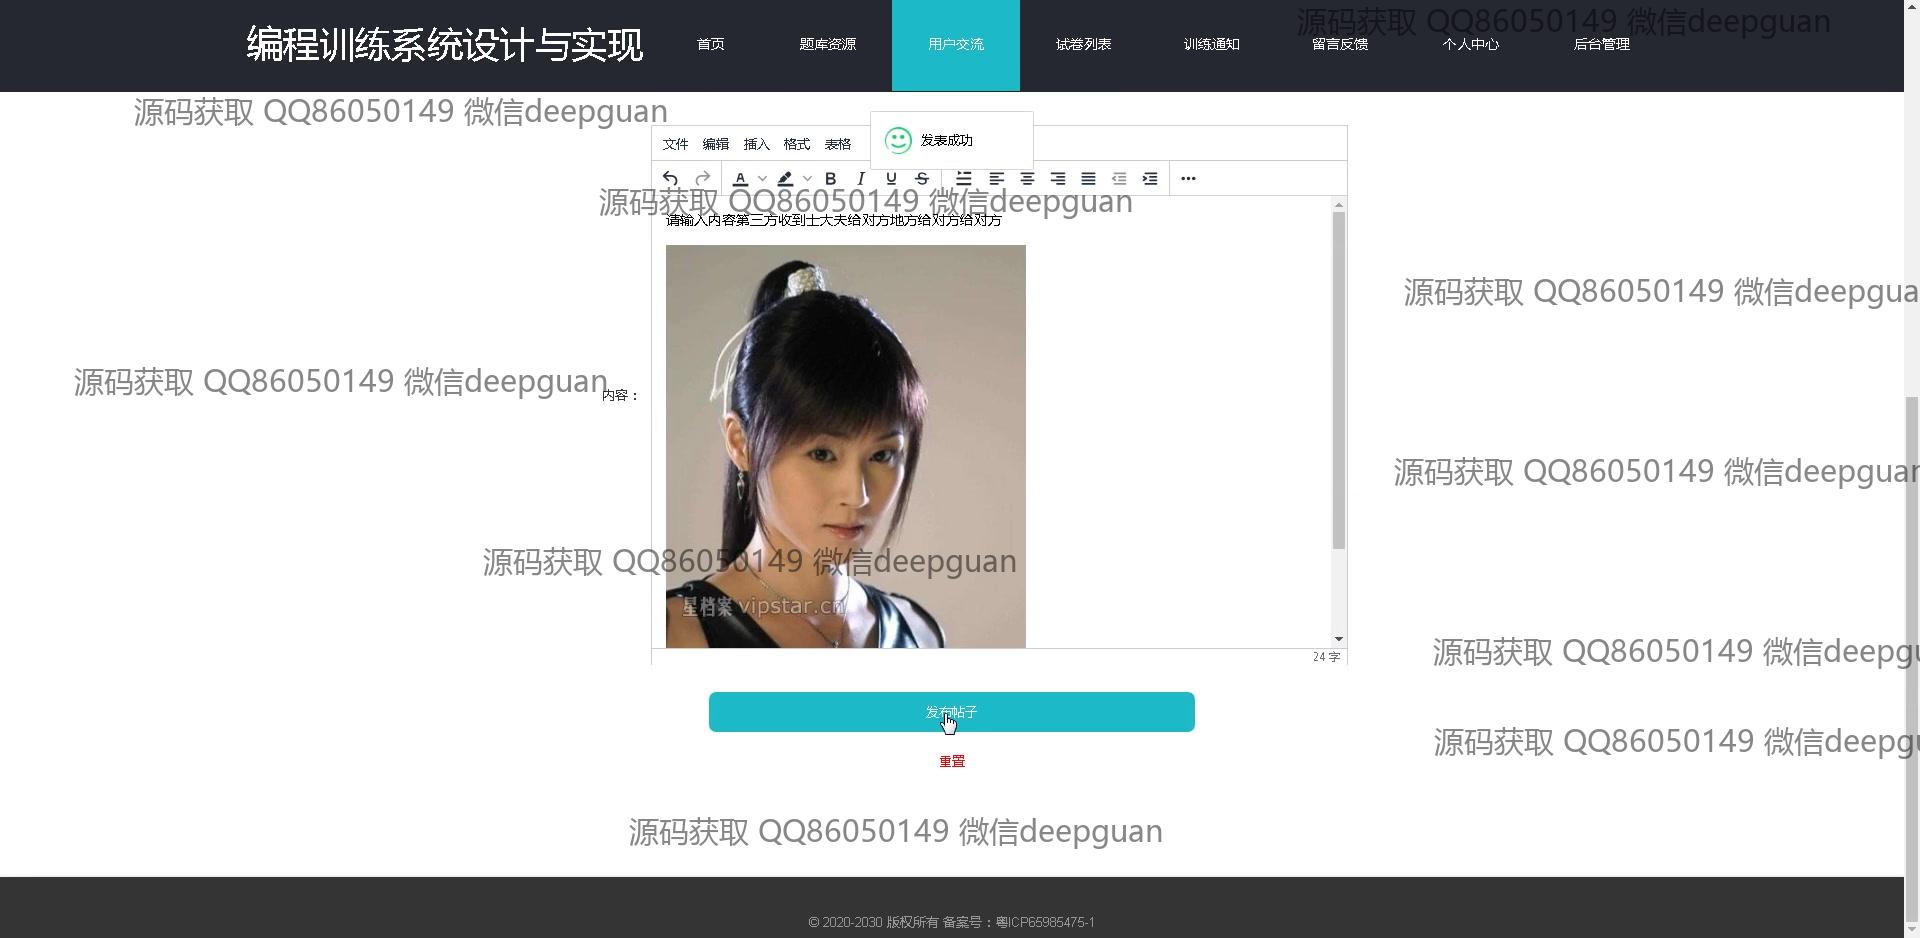 编程训练系统设计与实现 首页 题库资源 用户交流 试卷列表 训练通知 留言反馈 个人中心 后台管理
源码获取 QQ86050149 微信deepguan
源码获取 QQ86050149 微信deepguan
发表成功
文件 编辑 插入 格式 表格
源码获取 QQ86050149 微信deepguan
请输入内容第三方收到士大夫给对方地方给对方给对方
源码获取 QQ86050149 微信deepgua
源码获取 QQ86050149 微信deepguan
内容：
源码获取 QQ86050149 微信deepguan
源码获取 QQ86050149 微信deepguan
星档案 vipstar.cn
源码获取 QQ86050149 微信deepgu
24 字
发布帖子
源码获取 QQ86050149 微信deepgu
重置
源码获取 QQ86050149 微信deepguan
© 2020-2030 版权所有 备案号：粤ICP65985475-1